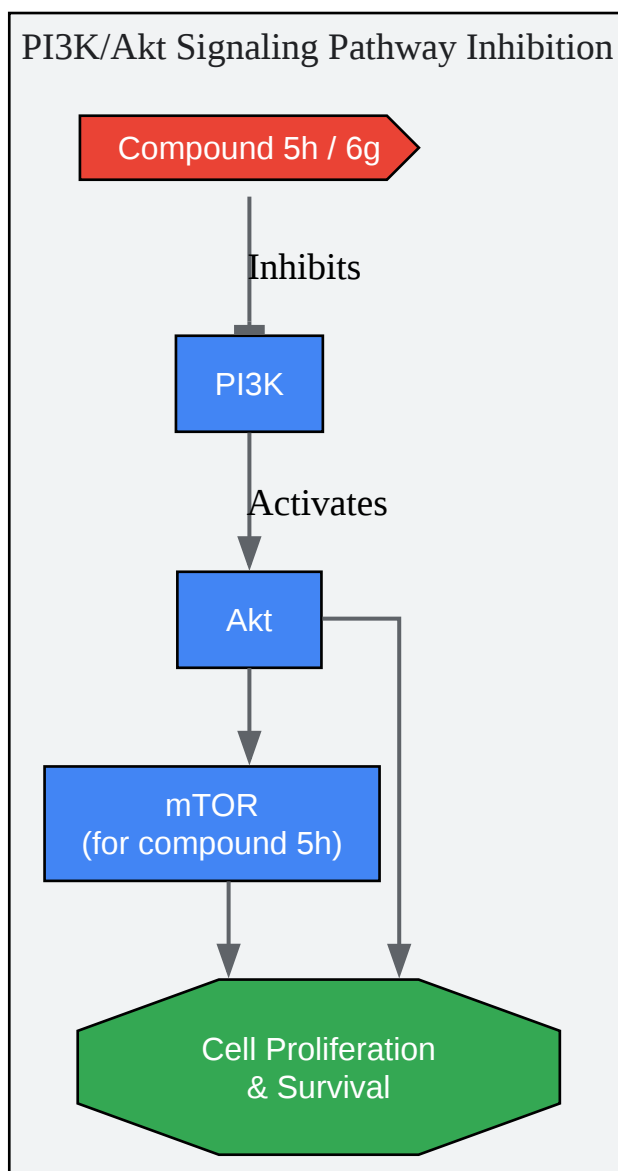 PI3K/Akt Signaling Pathway Inhibition
Compound 5h / 6g
Inhibits
PI3K
Activates
Akt
mTOR
(for compound 5h)
Cell Proliferation
& Survival